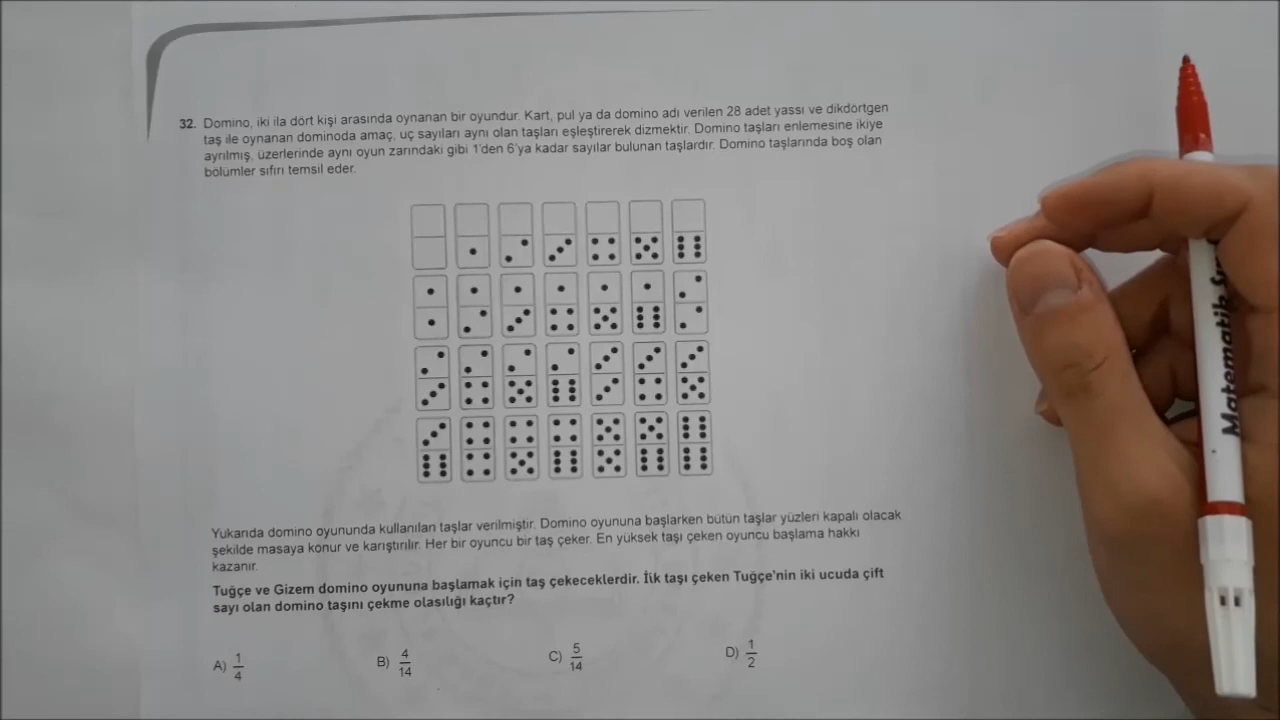 32. Domino, iki ila dört kişi arasında oynanan bir oyundur. Kart, pul ya da domino adı verilen 28 adet yassı ve dikdörtgen
taş ile oynanan dominoda amaç, uç sayıları aynı olan taşları eşleştirerek dizmektir. Domino taşları enlemesine ikiye
ayrılmış, üzerlerinde aynı oyun zarındaki gibi 1'den 6'ya kadar sayılar bulunan taşlardır. Domino taşlarında boş olan
bölümler sıfırı temsil eder.
Yukarıda domino oyununda kullanılan taşlar verilmiştir. Domino oyununa başlarken bütün taşlar yüzleri kapalı olacak
şekilde masaya konur ve karıştırılır. Her bir oyuncu bir taş çeker. En yüksek taşı çeken oyuncu başlama hakkı
kazanır.
Tuğçe ve Gizem domino oyununa başlamak için taş çekeceklerdir. İlk taşı çeken Tuğçe'nin iki ucuda çift
sayı olan domino taşını çekme olasılığı kaçtır?
A) 1/4 B) 4/14 C) 5/14 D) 1/2
Matematik